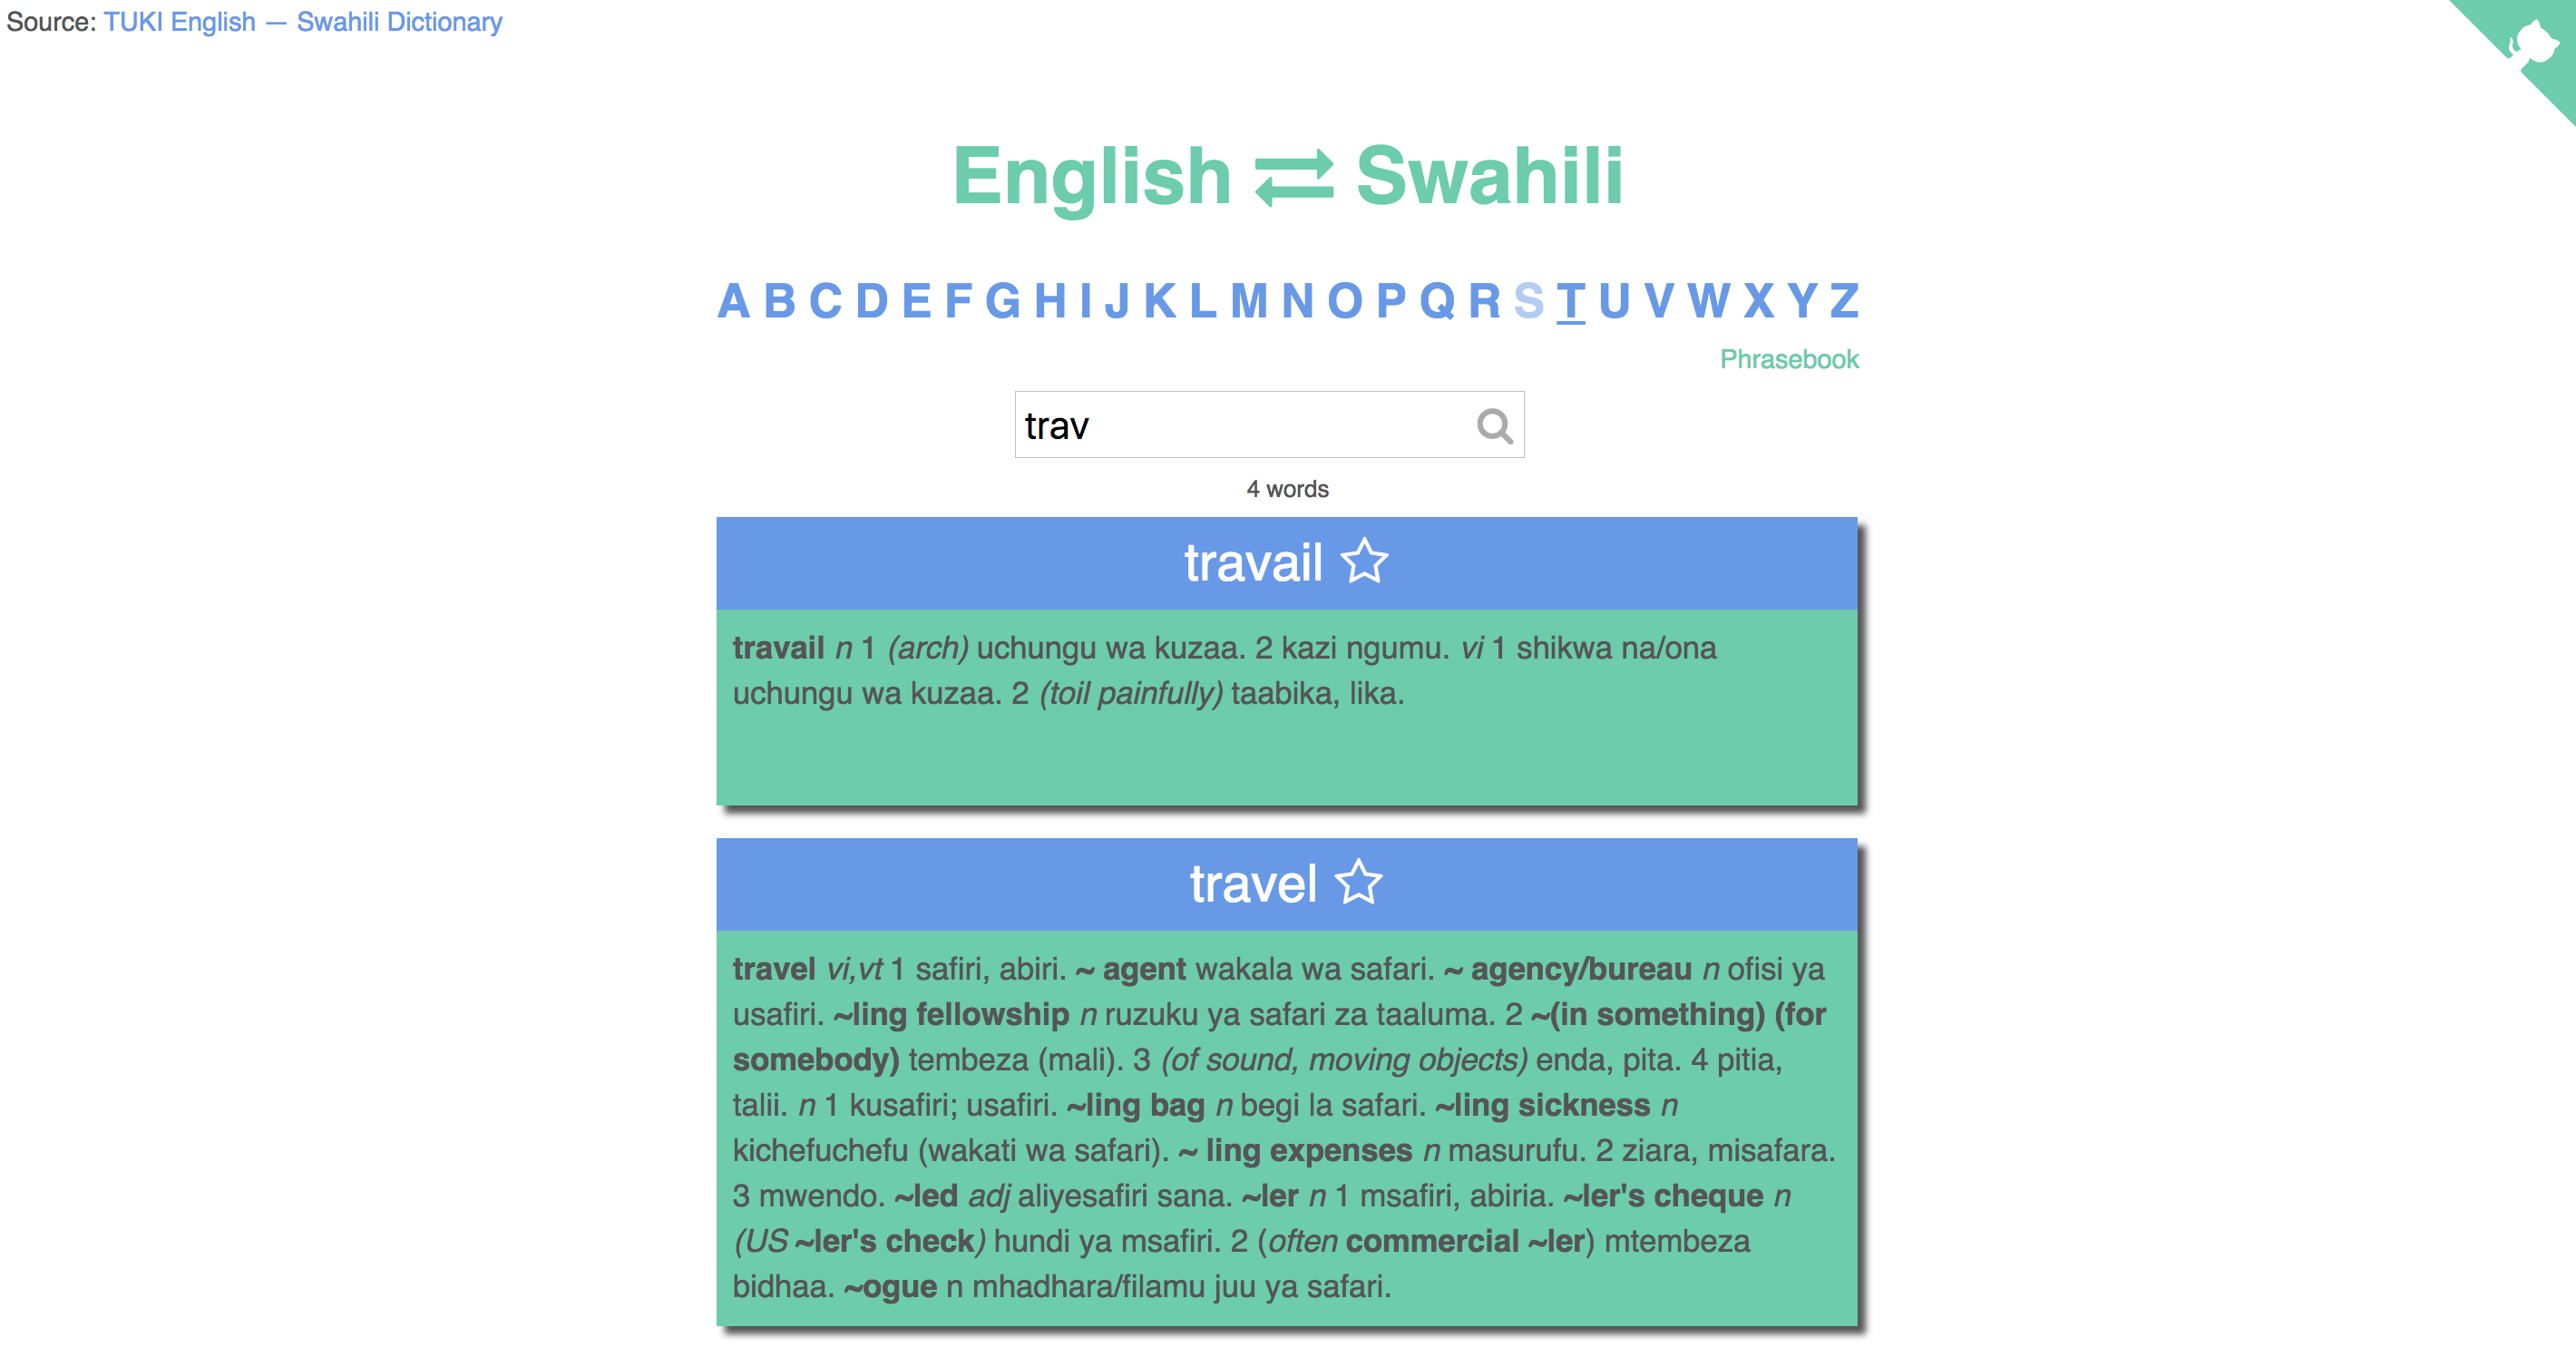 Source: TUKI English — Swahili Dictionary
English ⇄ Swahili
A B C D E F G H I J K L M N O P Q R S T U V W X Y Z
Phrasebook
trav
4 words
travail
travail n 1 (arch) uchungu wa kuzaa. 2 kazi ngumu. vi 1 shikwa na/ona
uchungu wa kuzaa. 2 (toil painfully) taabika, lika.
travel
travel vi,vt 1 safiri, abiri. ~ agent wakala wa safari. ~ agency/bureau n ofisi ya
usafiri. ~ling fellowship n ruzuku ya safari za taaluma. 2 ~(in something) (for
somebody) tembeza (mali). 3 (of sound, moving objects) enda, pita. 4 pitia,
talii. n 1 kusafiri; usafiri. ~ling bag n begi la safari. ~ling sickness n
kichefuchefu (wakati wa safari). ~ ling expenses n masurufu. 2 ziara, misafara.
3 mwendo. ~led adj aliyesafiri sana. ~ler n 1 msafiri, abiria. ~ler's cheque n
(US ~ler's check) hundi ya msafiri. 2 (often commercial ~ler) mtembeza
bidhaa. ~ogue n mhadhara/filamu juu ya safari.